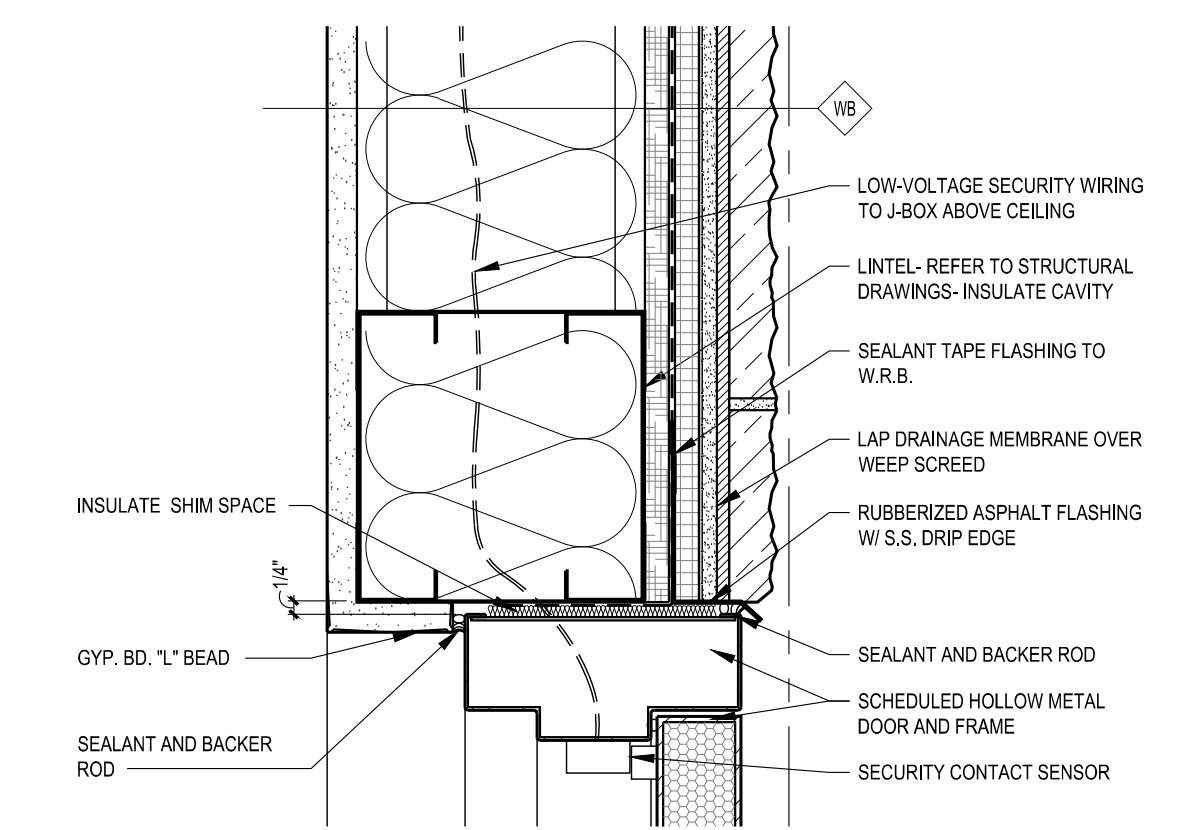 WB
LOW-VOLTAGE SECURITY WIRING
TO J-BOX ABOVE CEILING
LINTEL- REFER TO STRUCTURAL
DRAWINGS- INSULATE CAVITY
SEALANT TAPE FLASHING TO
W.R.B.
LAP DRAINAGE MEMBRANE OVER
WEEP SCREED
RUBBERIZED ASPHALT FLASHING
W/ S.S. DRIP EDGE
INSULATE SHIM SPACE
1/4"
GYP. BD. "L" BEAD
SEALANT AND BACKER
ROD
SEALANT AND BACKER ROD
SCHEDULED HOLLOW METAL
DOOR AND FRAME
SECURITY CONTACT SENSOR